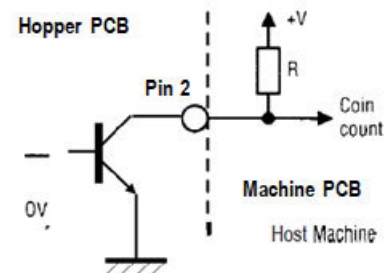 Hopper PCB
+V
R
Pin 2
Coin
count
0V
Machine PCB
Host Machine